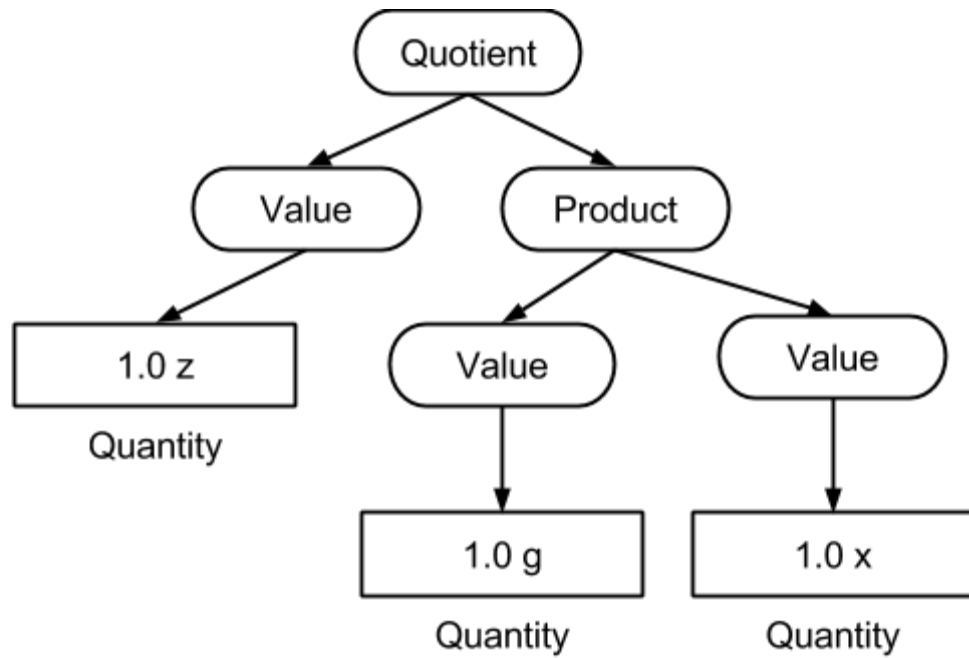 Quotient
Value
Product
1.0 z
Quantity
Value
Value
1.0 g
Quantity
1.0 x
Quantity